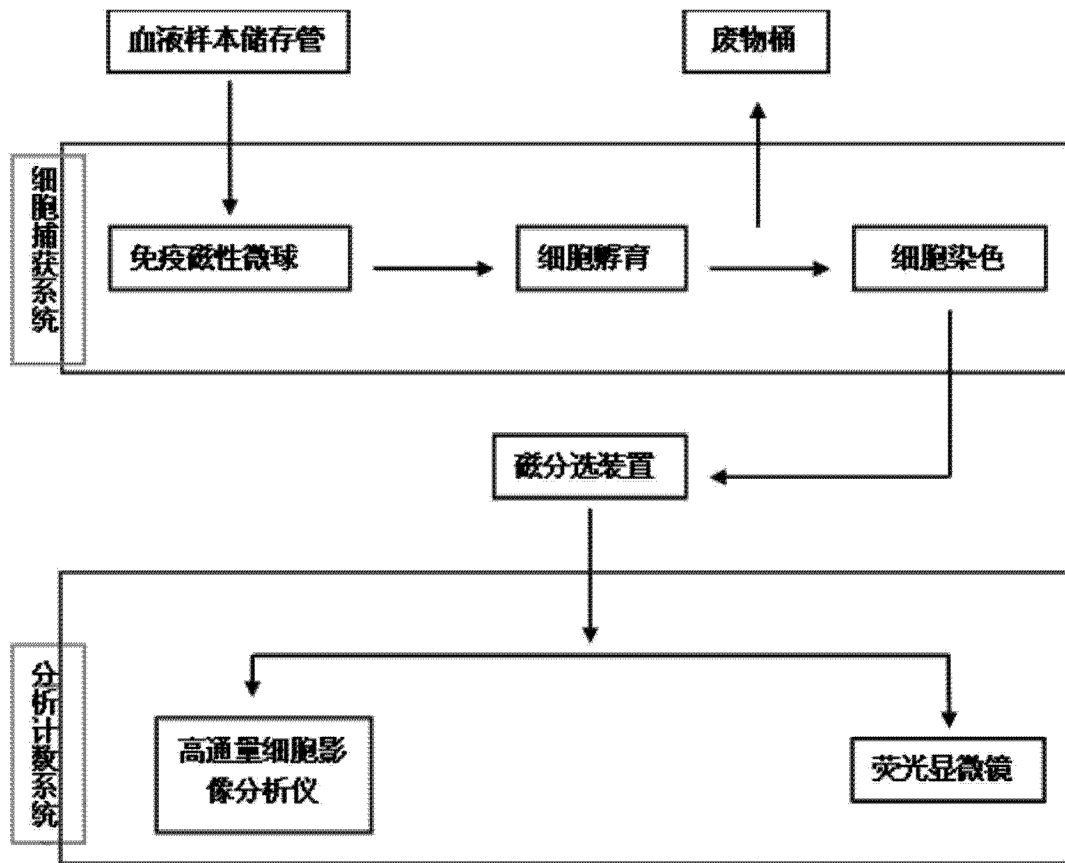 血液样本储存管
废物桶
细胞捕获系统
免疫磁性微球
细胞孵育
细胞染色
磁分选装置
分析计数系统
高通量细胞影
像分析仪
荧光显微镜